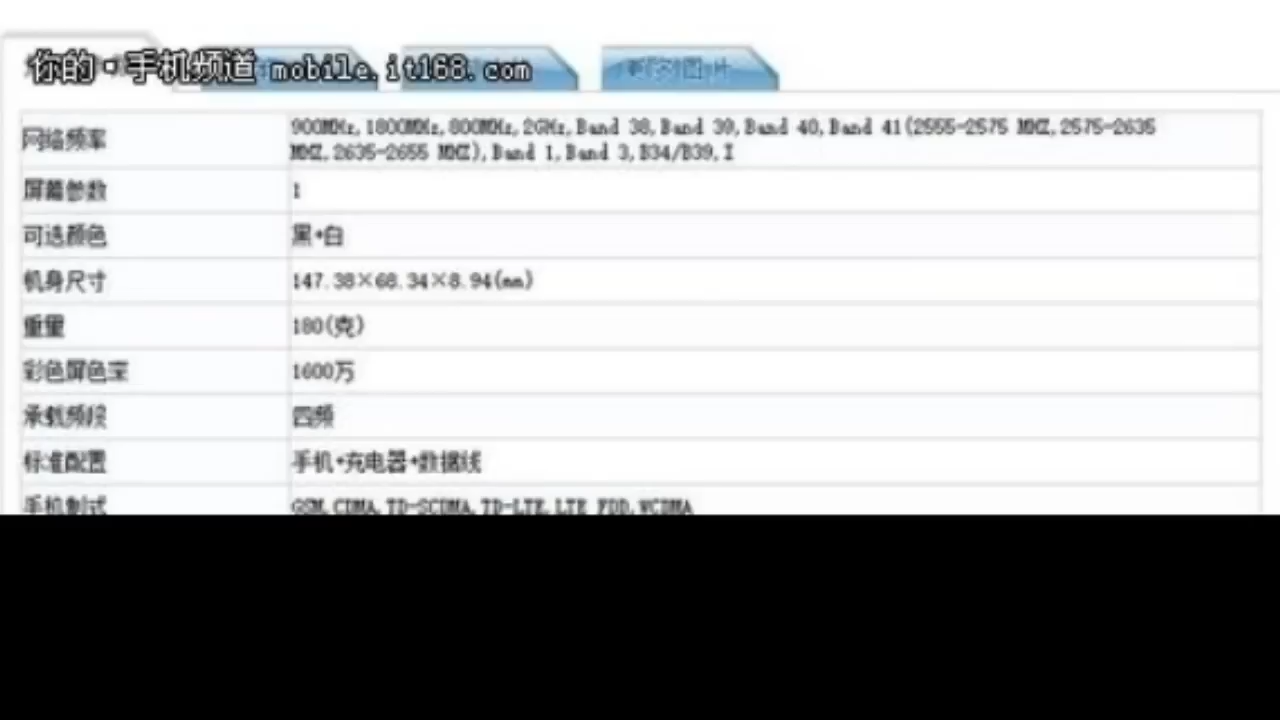 你的·手机频道 mobile.it168.com
更多图片
网络频率 900MHz,1800MHz,800MHz,2GHz,Band 38,Band 39,Band 40,Band 41(2555-2575 MHZ,2575-2635
MHZ,2635-2655 MHZ),Band 1,Band 3,B34/B39,I
屏幕参数 1
可选颜色 黑+白
机身尺寸 147.38×68.34×8.94(mm)
重量 180(克)
彩色屏色深 1600万
承载频段 四频
标准配置 手机+充电器+数据线
手机制式 GSM,CDMA,TD-SCDMA,TD-LTE,LTE FDD,WCDMA